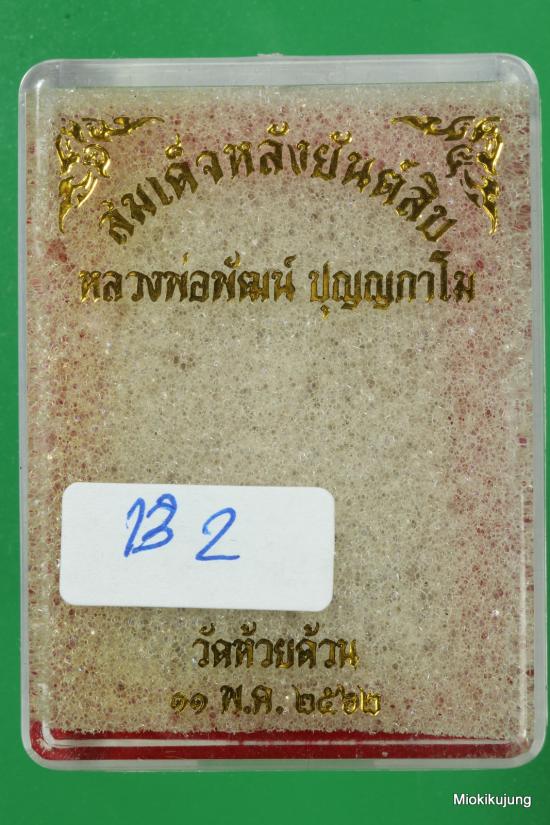 สมเด็จหลังยันต์สิบ
หลวงพ่อพัฒน์ ปุญญกาโม
13 2
วัดห้วยด้วน
๑๑ พ.ค. ๒๕๖๒
Miokikujung